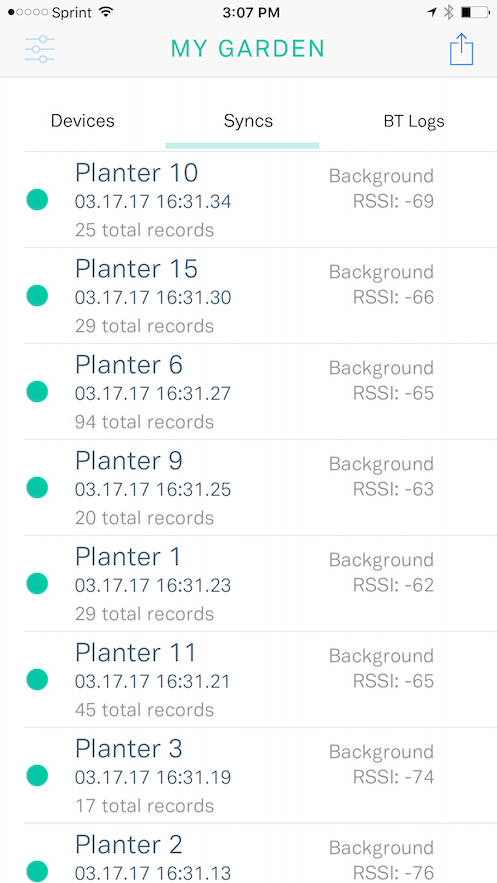 Sprint 3:07 PM
MY GARDEN
Devices Syncs BT Logs
Planter 10 Background
03.17.17 16:31.34 RSSI: -69
25 total records
Planter 15 Background
03.17.17 16:31.30 RSSI: -66
29 total records
Planter 6 Background
03.17.17 16:31.27 RSSI: -65
94 total records
Planter 9 Background
03.17.17 16:31.25 RSSI: -63
20 total records
Planter 1 Background
03.17.17 16:31.23 RSSI: -62
29 total records
Planter 11 Background
03.17.17 16:31.21 RSSI: -65
45 total records
Planter 3 Background
03.17.17 16:31.19 RSSI: -74
17 total records
Planter 2 Background
03.17.17 16:31.13 RSSI: -76